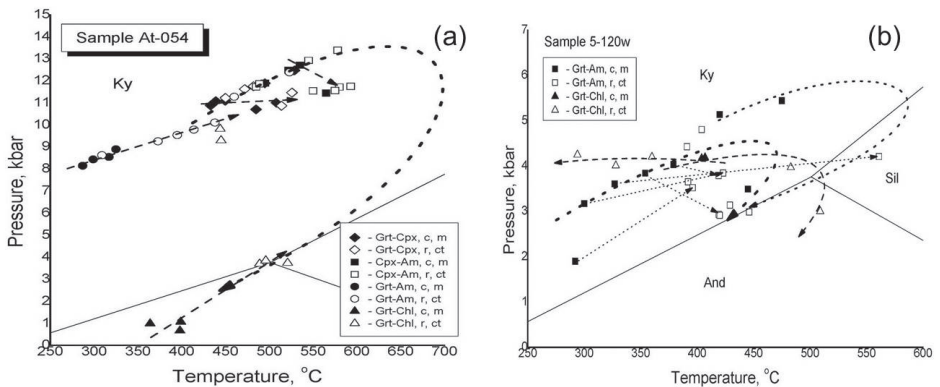 Sample At-054
(a)
Ky
Pressure, kbar
15
14
13
12
11
10
9
8
7
6
5
4
3
2
1
0
250 300 350 400 450 500 550 600 650 700
Temperature, °C
- Grt-Cpx, c, m
- Grt-Cpx, r, ct
- Cpx-Am, c, m
- Cpx-Am, r, ct
- Grt-Am, c, m
- Grt-Am, r, ct
- Grt-Chl, c, m
- Grt-Chl, r, ct
(b)
Sample 5-120w
- Grt-Am, c, m
- Grt-Am, r, ct
- Grt-Chl, c, m
- Grt-Chl, r, ct
Ky
Sil
And
Pressure, kbar
7
6
5
4
3
2
1
0
250 300 350 400 450 500 550 600
Temperature, °C